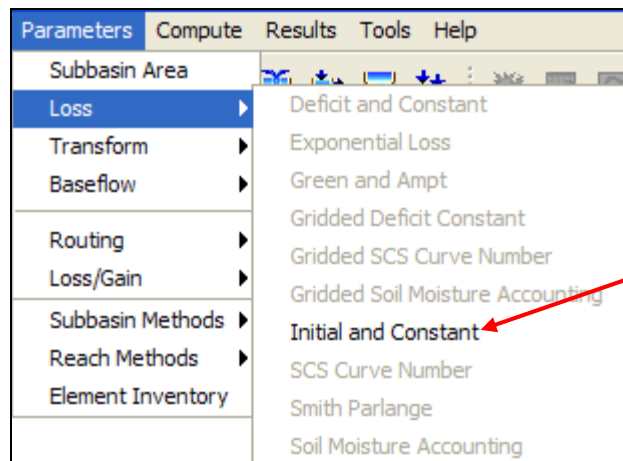 Parameters Compute Results Tools Help
Subbasin Area
Loss
Transform
Baseflow
Routing
Loss/Gain
Subbasin Methods
Reach Methods
Element Inventory
Deficit and Constant
Exponential Loss
Green and Ampt
Gridded Deficit Constant
Gridded SCS Curve Number
Gridded Soil Moisture Accounting
Initial and Constant
SCS Curve Number
Smith Parlange
Soil Moisture Accounting